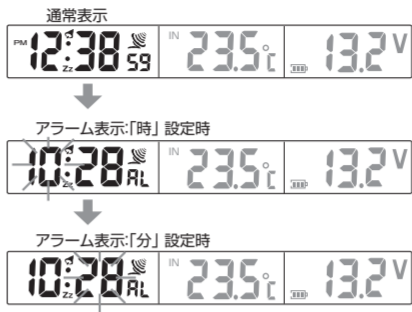 通常表示
PM 12:38 59 IN 23.5℃ 13.2V
アラーム表示:「時」設定時
10:28 AL IN 23.5℃ 13.2V
アラーム表示:「分」設定時
10:28 AL IN 23.5℃ 13.2V